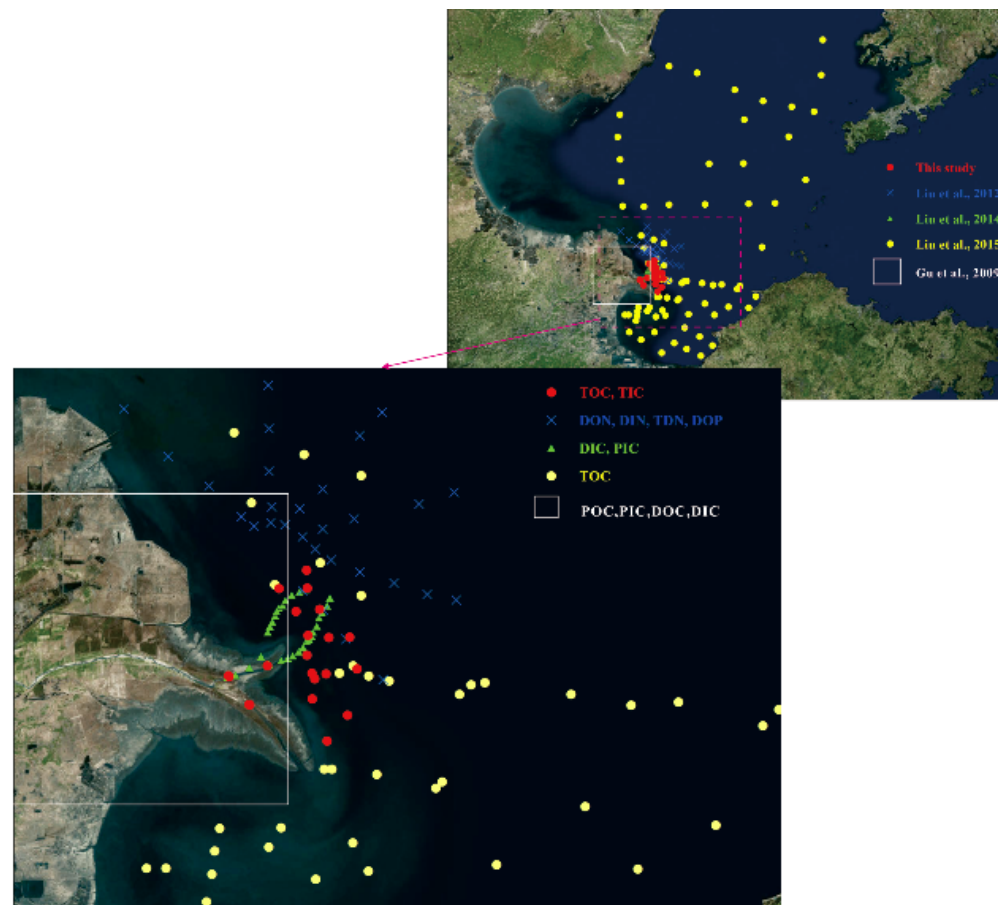 This study
Liu et al., 2012
Liu et al., 2014
Liu et al., 2015
Gu et al., 2009
TOC, TIC
DON, DIN, TDN, DOP
DIC, PIC
TOC
POC,PIC,DOC,DIC